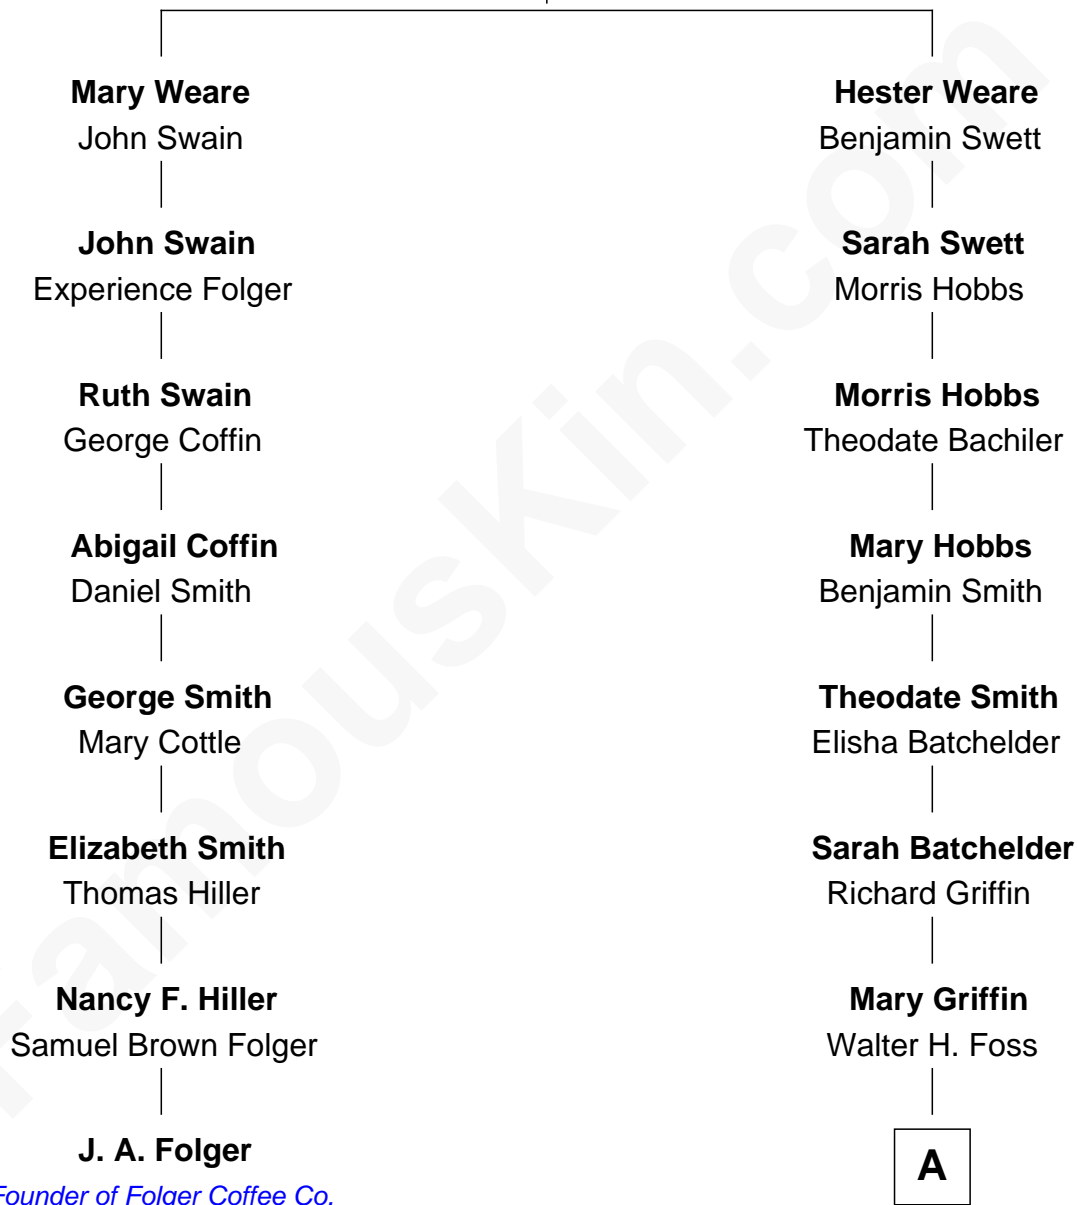 Mary Weare
John Swain
Hester Weare
Benjamin Swett
John Swain
Experience Folger
Sarah Swett
Morris Hobbs
Ruth Swain
George Coffin
Morris Hobbs
Theodate Bachiler
Abigail Coffin
Daniel Smith
Mary Hobbs
Benjamin Smith
George Smith
Mary Cottle
Theodate Smith
Elisha Batchelder
Elizabeth Smith
Thomas Hiller
Sarah Batchelder
Richard Griffin
Nancy F. Hiller
Samuel Brown Folger
Mary Griffin
Walter H. Foss
J. A. Folger
Founder of Folger Coffee Co.
A
FamousKin.com